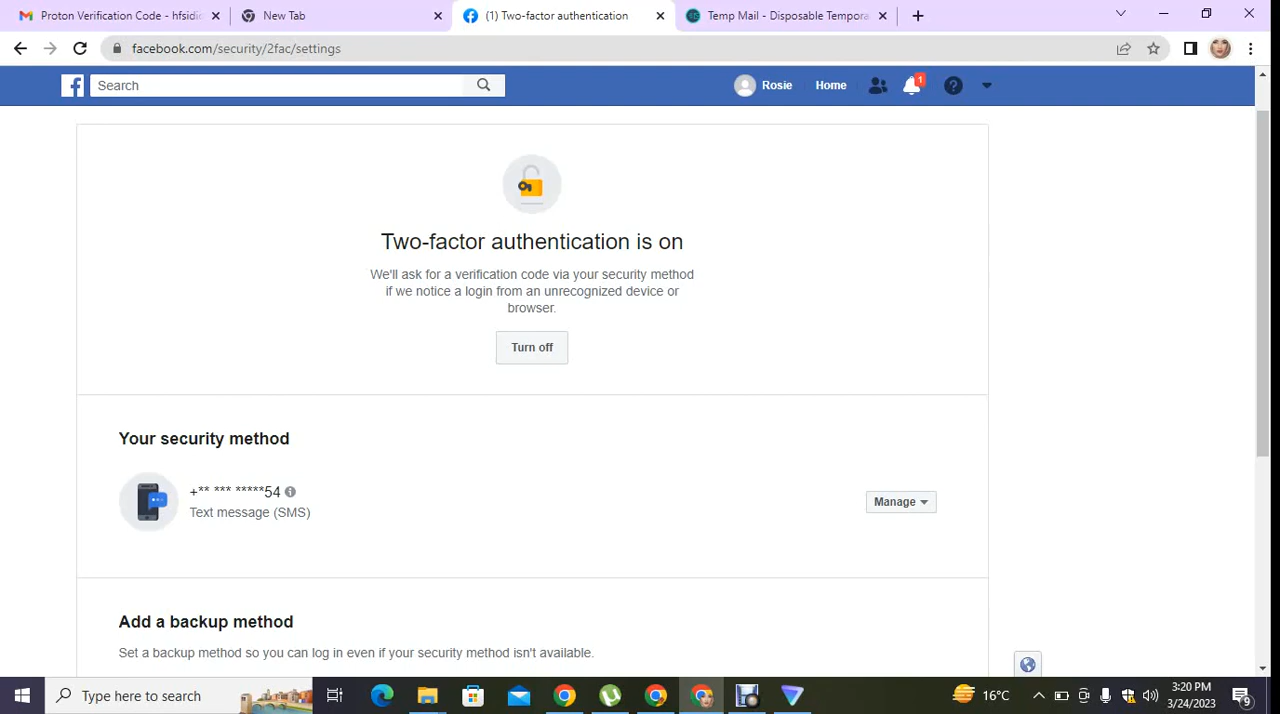 Proton Verification Code - hfsidic
New Tab
(1) Two-factor authentication
Temp Mail - Disposable Tempora
facebook.com/security/2fac/settings
Search
Rosie
Home
1
Two-factor authentication is on
We'll ask for a verification code via your security method
if we notice a login from an unrecognized device or
browser.
Turn off
Your security method
+** *** *****54
Text message (SMS)
Manage
Add a backup method
Set a backup method so you can log in even if your security method isn't available.
Type here to search
16°C
3:20 PM
3/24/2023
9